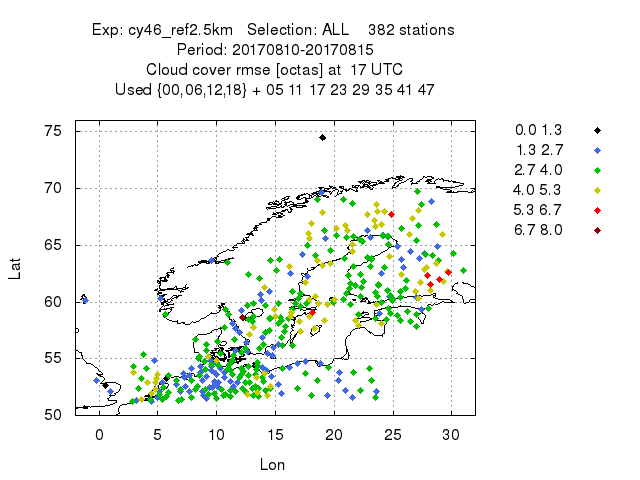 Exp: cy46_ref2.5km Selection: ALL 382 stations
Period: 20170810-20170815
Cloud cover rmse [octas] at 17 UTC
Used {00,06,12,18} + 05 11 17 23 29 35 41 47
75
70
65
60
55
50
Lat
0 5 10 15 20 25 30
Lon
0.0 1.3
1.3 2.7
2.7 4.0
4.0 5.3
5.3 6.7
6.7 8.0